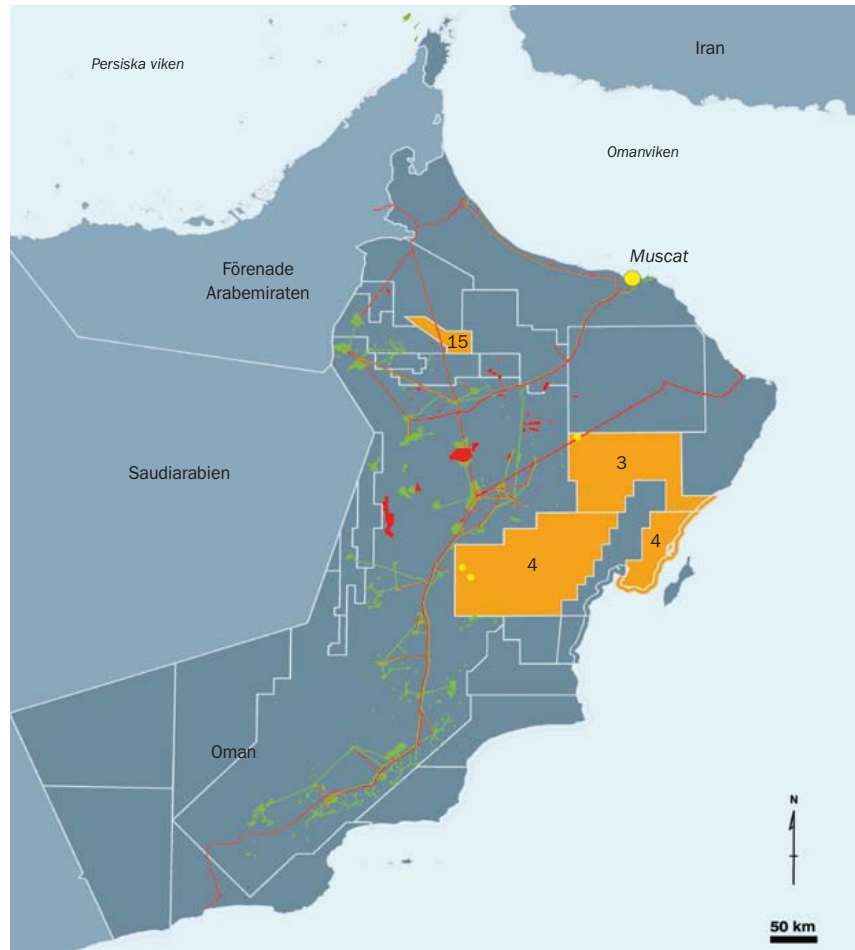 Iran
Persiska viken
Omanviken
Muscat
Förenade
Arabemiraten
15
Saudiarabien
3
4
4
Oman
N
50 km